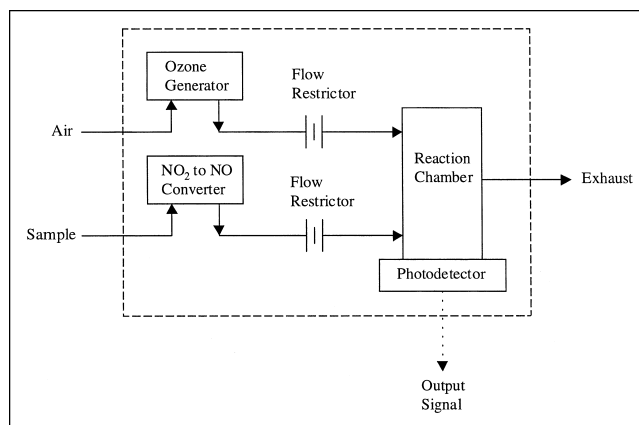 Ozone
Generator
Flow
Restrictor
Air
Reaction
Chamber
NO₂ to NO
Converter
Flow
Restrictor
Exhaust
Sample
Photodetector
Output
Signal